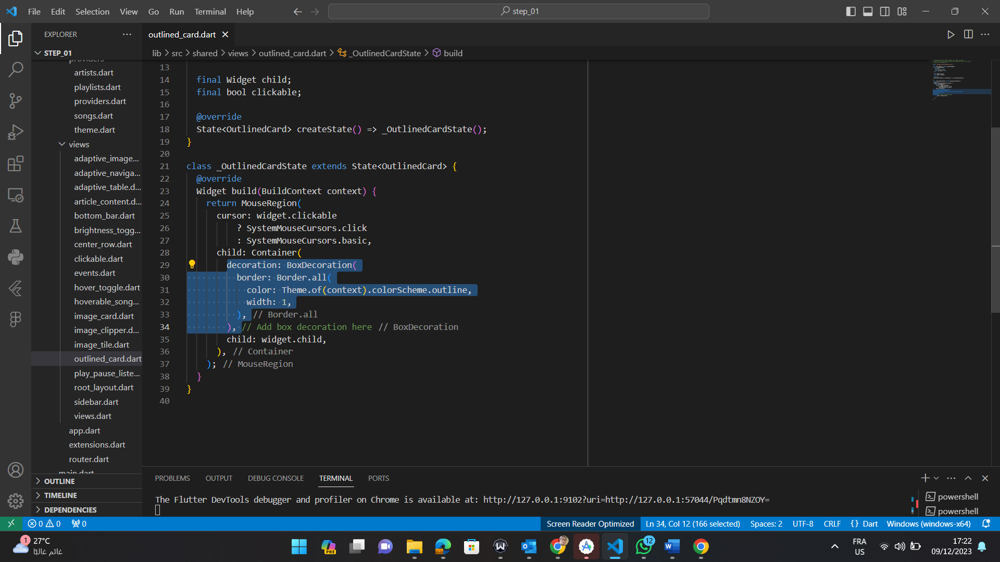 File Edit Selection View Go Run Terminal Help
step_01
EXPLORER
STEP_01
providers
artists.dart
playlists.dart
providers.dart
songs.dart
theme.dart
views
adaptive_image...
adaptive_naviga...
adaptive_table.d...
article_content.d...
bottom_bar.dart
brightness_togg...
center_row.dart
clickable.dart
events.dart
hover_toggle.dart
hoverable_song...
image_card.dart
image_clipper.d...
image_tile.dart
outlined_card.dart
play_pause_liste...
root_layout.dart
sidebar.dart
views.dart
app.dart
extensions.dart
router.dart
main.dart
OUTLINE
TIMELINE
DEPENDENCIES
outlined_card.dart
lib > src > shared > views > outlined_card.dart > _OutlinedCardState > build
13
14 final Widget child;
15 final bool clickable;
16
17 @override
18 State<OutlinedCard> createState() => _OutlinedCardState();
19 }
20
21 class _OutlinedCardState extends State<OutlinedCard> {
22 @override
23 Widget build(BuildContext context) {
24 return MouseRegion(
25 cursor: widget.clickable
26 ? SystemMouseCursors.click
27 : SystemMouseCursors.basic,
28 child: Container(
29 decoration: BoxDecoration(
30 border: Border.all(
31 color: Theme.of(context).colorScheme.outline,
32 width: 1,
33 ), // Border.all
34 ), // Add box decoration here // BoxDecoration
35 child: widget.child,
36 ), // Container
37 ); // MouseRegion
38 }
39 }
40
PROBLEMS OUTPUT DEBUG CONSOLE TERMINAL PORTS
The Flutter DevTools debugger and profiler on Chrome is available at: http://127.0.0.1:9102?uri=http://127.0.0.1:57044/Pqdtmn8NZOY=
powershell
powershell
0 0 0
Screen Reader Optimized Ln 34, Col 12 (166 selected) Spaces: 2 UTF-8 CRLF {} Dart Windows (windows-x64)
1
27°C
غائم غالبًا
PRE
12
FRA
US
17:22
09/12/2023